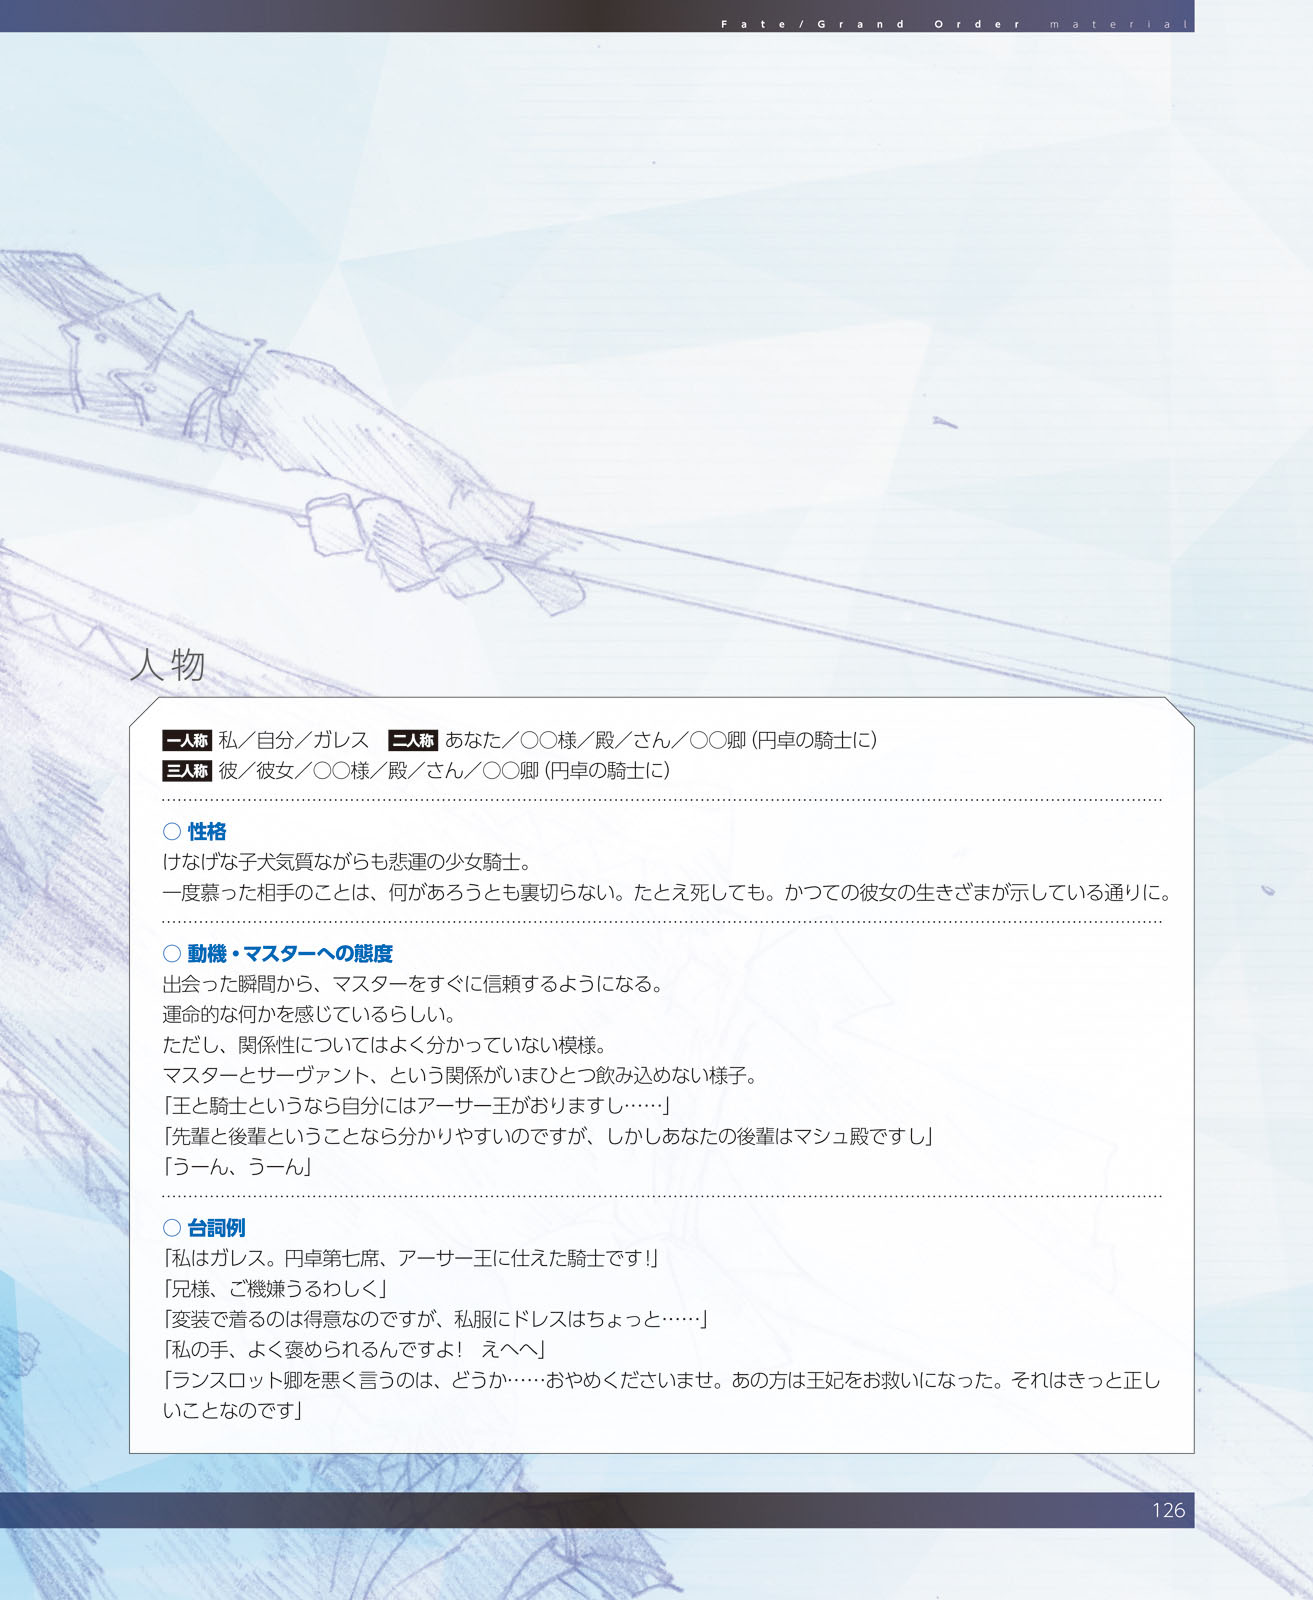 Fate/Grand Order material
人物
一人称 私／自分／ガレス 二人称 あなた／○○様／殿／さん／○○卿（円卓の騎士に）
三人称 彼／彼女／○○様／殿／さん／○○卿（円卓の騎士に）
○ 性格
けなげな子犬気質ながらも悲運の少女騎士。
一度慕った相手のことは、何があろうとも裏切らない。たとえ死しても。かつての彼女の生きざまが示している通りに。
○ 動機・マスターへの態度
出会った瞬間から、マスターをすぐに信頼するようになる。
運命的な何かを感じているらしい。
ただし、関係性についてはよく分かっていない模様。
マスターとサーヴァント、という関係がいまひとつ飲み込めない様子。
「王と騎士というなら自分にはアーサー王がおりますし……」
「先輩と後輩ということなら分かりやすいのですが、しかしあなたの後輩はマシュ殿ですし」
「うーん、うーん」
○ 台詞例
「私はガレス。円卓第七席、アーサー王に仕えた騎士です！」
「兄様、ご機嫌うるわしく」
「変装で着るのは得意なのですが、私服にドレスはちょっと……」
「私の手、よく褒められるんですよ！　えへへ」
「ランスロット卿を悪く言うのは、どうか……おやめくださいませ。あの方は王妃をお救いになった。それはきっと正し
いことなのです」
126